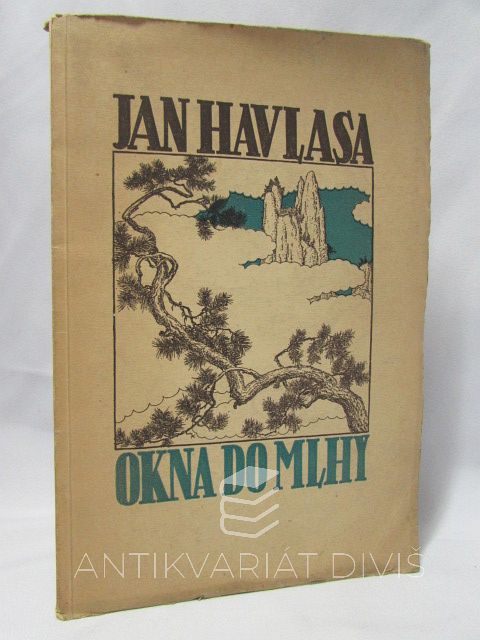 JAN HAVLASA
OKNA DO MLHY
ANTIKVARIÁT DIVIŠ